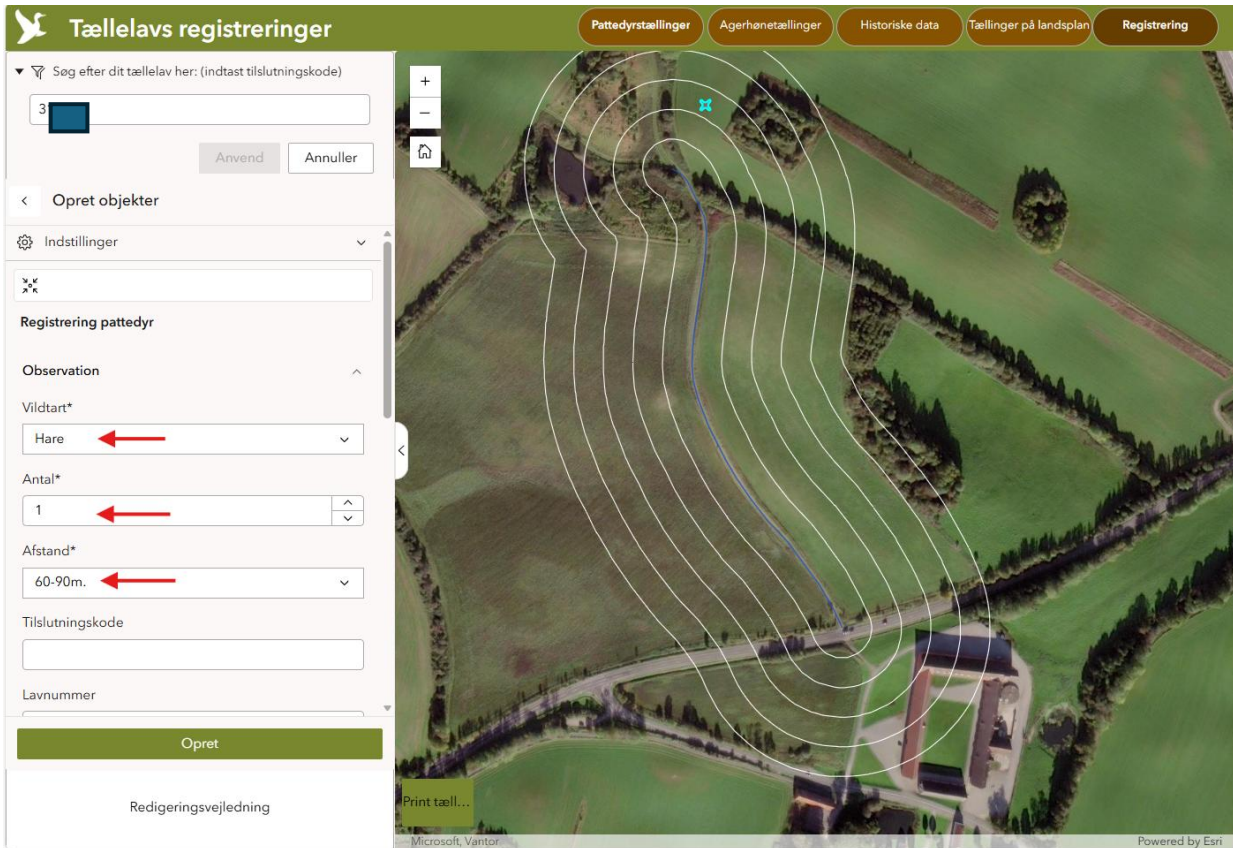 Tællelavs registreringer
Pattedyrstællinger
Agerhønetællinger
Historiske data
Tællinger på landsplan
Registrering
Søg efter dit tællelav her: (indtast tilslutningskode)
3
Anvend
Annuller
Opret objekter
Indstillinger
Registrering pattedyr
Observation
Vildtart*
Hare
Antal*
1
Afstand*
60-90m.
Tilslutningskode
Lavnummer
Opret
Redigeringsvejledning
Print tæll...
Microsoft, Vantor
Powered by Esri